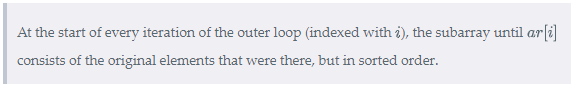 At the start of every iteration of the outer loop (indexed with i), the subarray until ar[i]
consists of the original elements that were there, but in sorted order.